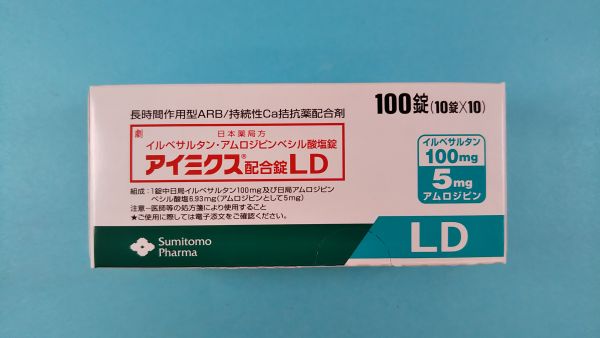 長時間作用型ARB/持続性Ca拮抗薬配合剤
100錠(10錠×10)
劇
日本薬局方
イルベサルタン・アムロジピンベシル酸塩錠
アイミクス®配合錠LD
組成:1錠中日局イルベサルタン100mg及び日局アムロジピン
ベシル酸塩6.93mg(アムロジピンとして5mg)
注意-医師等の処方箋により使用すること
★ご使用に際しては電子添文をご確認ください。
イルベサルタン
100mg
5mg
アムロジピン
LD
Sumitomo
Pharma